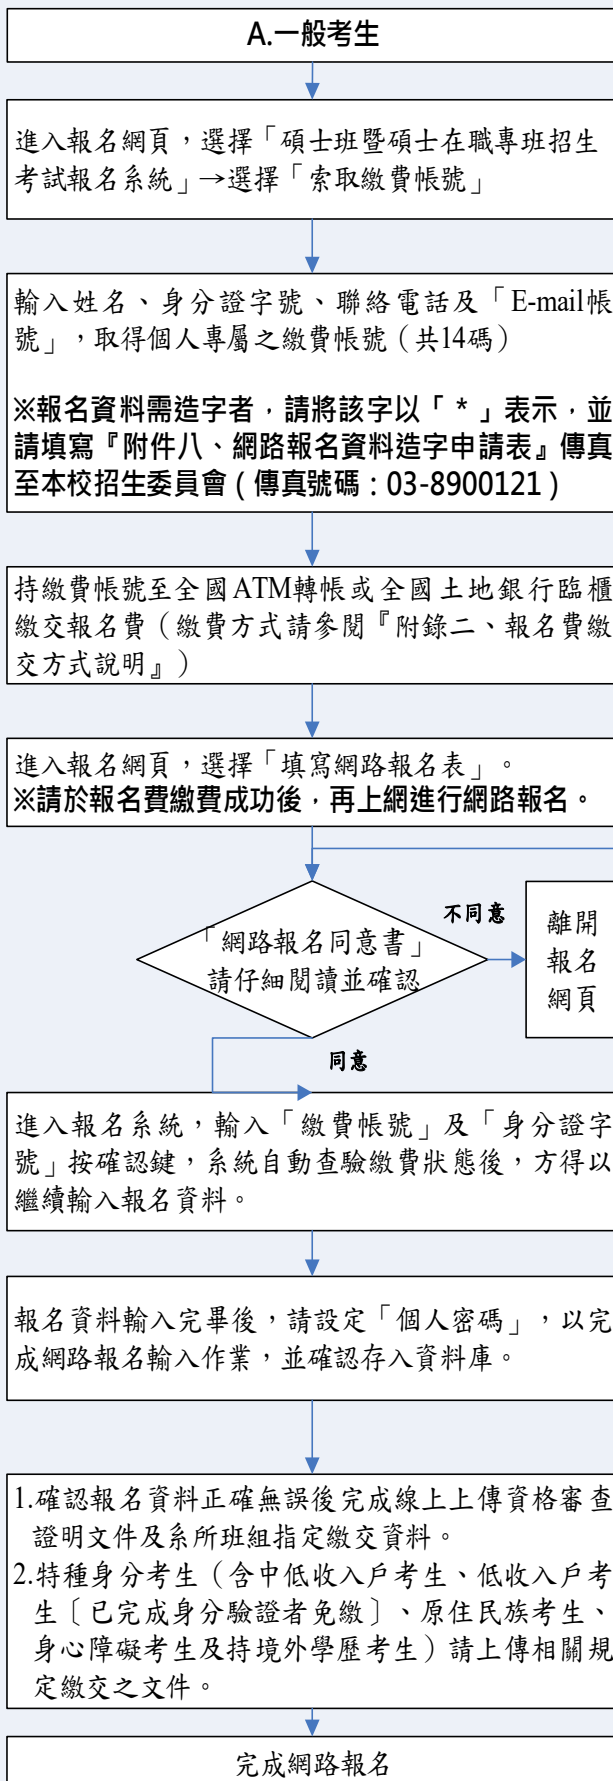 A.一般考生
進入報名網頁，選擇「碩士班暨碩士在職專班招生
考試報名系統」→選擇「索取繳費帳號」
輸入姓名、身分證字號、聯絡電話及「E-mail帳
號」，取得個人專屬之繳費帳號（共14碼）
※報名資料需造字者，請將該字以「 * 」表示，並
請填寫『附件八、網路報名資料造字申請表』傳真
至本校招生委員會（傳真號碼：03-8900121）
持繳費帳號至全國ATM轉帳或全國土地銀行臨櫃
繳交報名費（繳費方式請參閱『附錄二、報名費繳
交方式說明』）
進入報名網頁，選擇「填寫網路報名表」。
※請於報名費繳費成功後，再上網進行網路報名。
「網路報名同意書」
請仔細閱讀並確認
不同意
離開
報名
網頁
同意
進入報名系統，輸入「繳費帳號」及「身分證字
號」按確認鍵，系統自動查驗繳費狀態後，方得以
繼續輸入報名資料。
報名資料輸入完畢後，請設定「個人密碼」，以完
成網路報名輸入作業，並確認存入資料庫。
1.確認報名資料正確無誤後完成線上上傳資格審查
證明文件及系所班組指定繳交資料。
2.特種身分考生（含中低收入戶考生、低收入戶考
生〔已完成身分驗證者免繳〕、原住民族考生、
身心障礙考生及持境外學歷考生）請上傳相關規
定繳交之文件。
完成網路報名